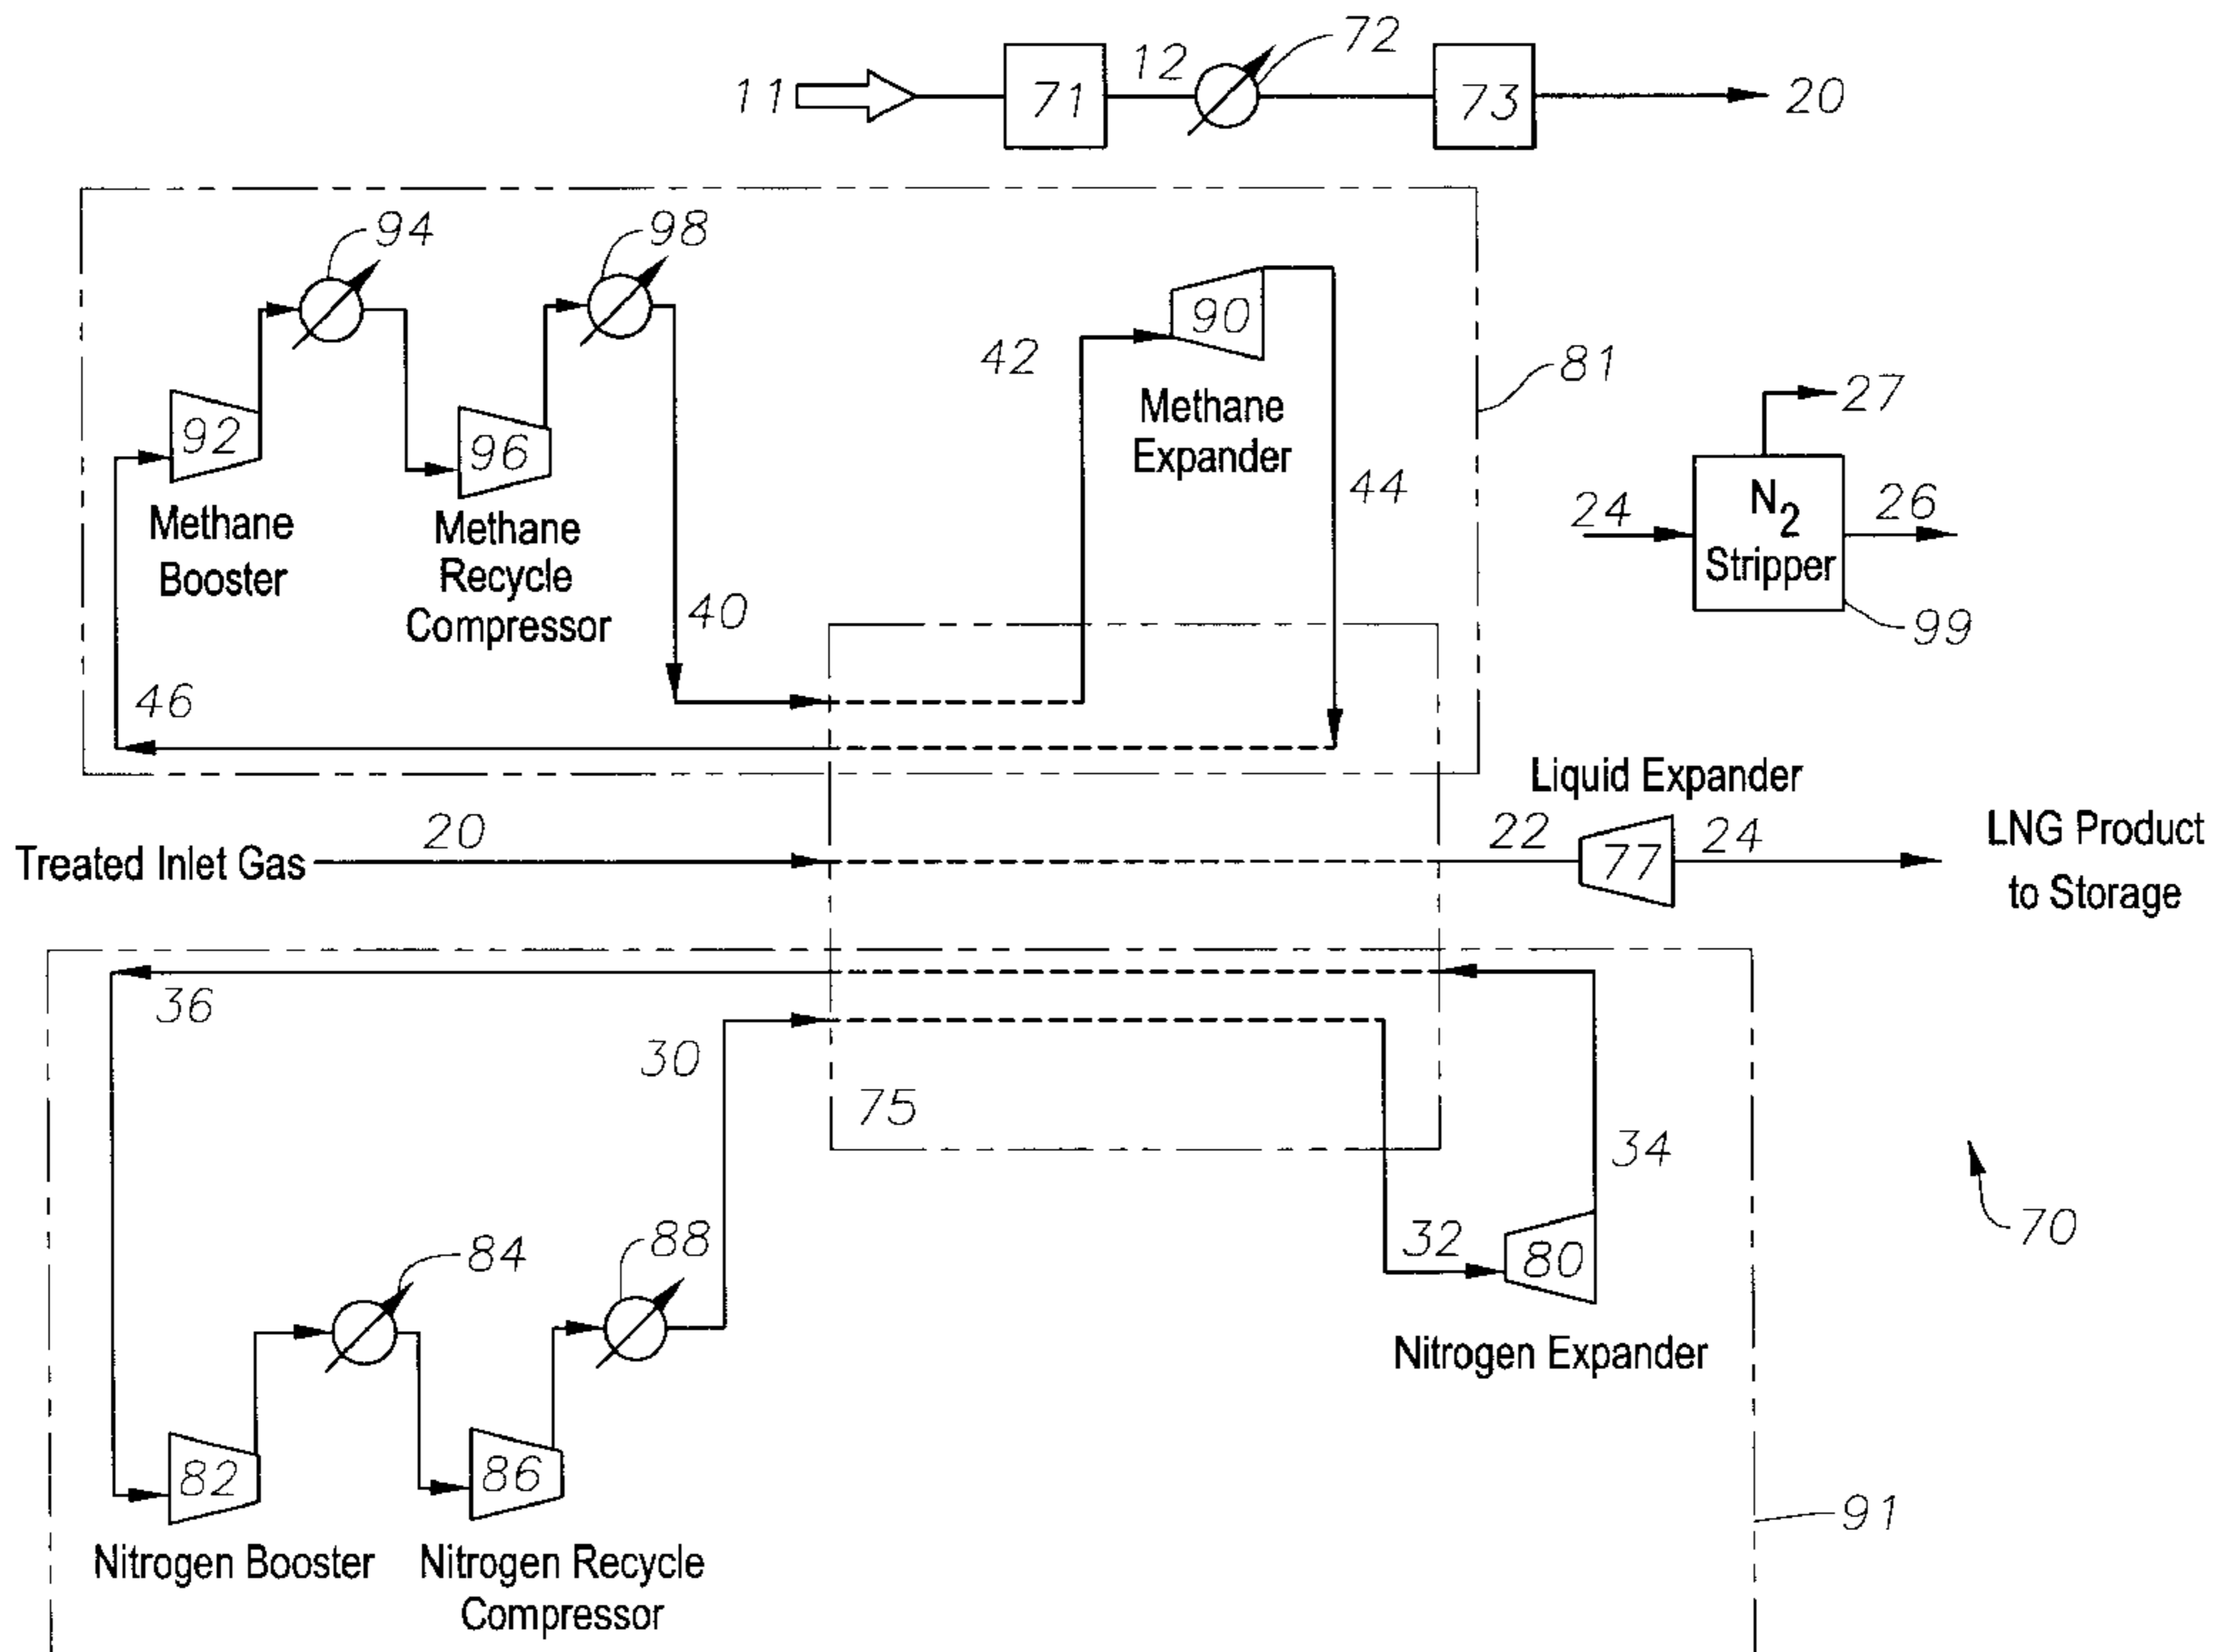 11
71
12
72
73
20
94
98
90
42
81
92
96
Methane
Expander
27
44
24
N2
Stripper
26
99
Methane
Booster
Methane
Recycle
Compressor
40
46
Liquid Expander
Treated Inlet Gas
20
22
77
24
LNG Product
to Storage
36
30
75
34
70
84
88
32
80
Nitrogen Expander
82
86
91
Nitrogen Booster
Nitrogen Recycle
Compressor